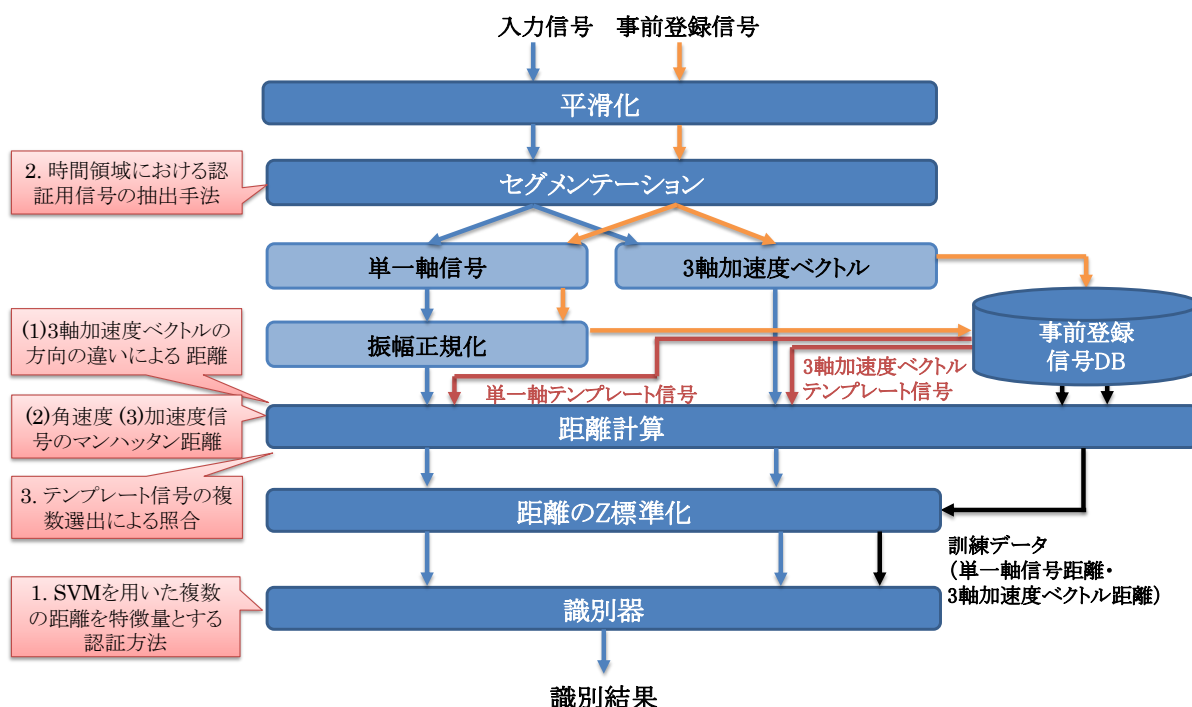 入力信号 事前登録信号
平滑化
2. 時間領域における認
証用信号の抽出手法
セグメンテーション
単一軸信号
3軸加速度ベクトル
(1)3軸加速度ベクトルの
方向の違いによる 距離
振幅正規化
事前登録
信号DB
単一軸テンプレート信号
3軸加速度ベクトル
テンプレート信号
(2)角速度 (3)加速度信
号のマンハッタン距離
距離計算
3. テンプレート信号の複
数選出による照合
距離のZ標準化
訓練データ
(単一軸信号距離・
3軸加速度ベクトル距離)
1. SVMを用いた複数
の距離を特徴量とする
認証方法
識別器
識別結果